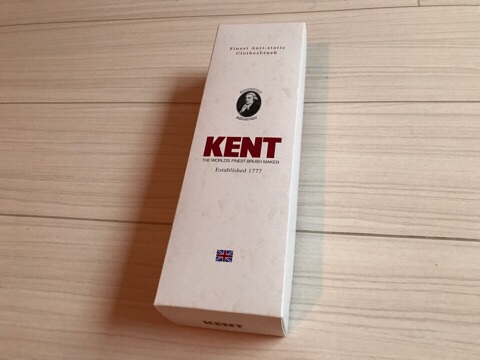 Finest Anti-static
Clothesbrush
KENT
THE WORLD'S FINEST BRUSH MAKER
Established 1777
KENT